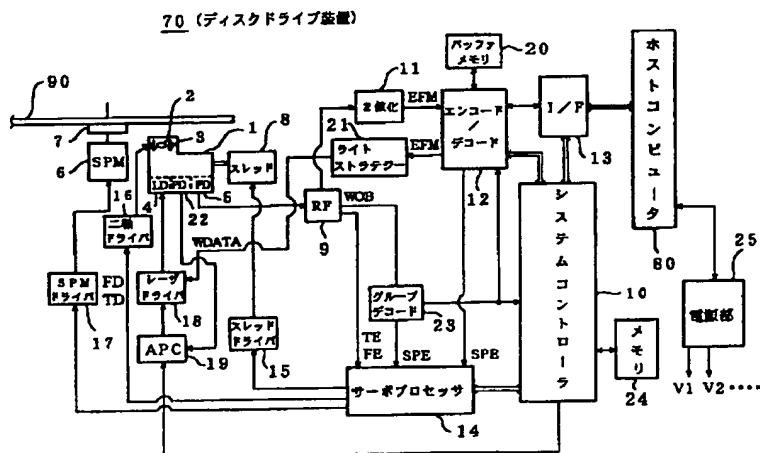 70 (ディスクドライブ装置)
90
7
2
3
1
8
6
SPM
スレッド
LD PD PD
4
22
5
16
二軸
ドライバ
WDATA
SPM
ドライバ
17
FD
TD
レーザ
ドライバ
18
APC
19
スレッド
ドライバ
15
11
2値化
EFM
21
ライト
ストラテジー
EFM
RF
9
WOB
グルーブ
デコード
23
TE
FE
SPE
SPE
サーボプロセッサ
14
バッファ
メモリ
20
エンコード
/
デコード
12
I/F
13
システムコントローラ
10
メモリ
24
ホストコンピュータ
80
25
電源部
V1 V2 ‥‥